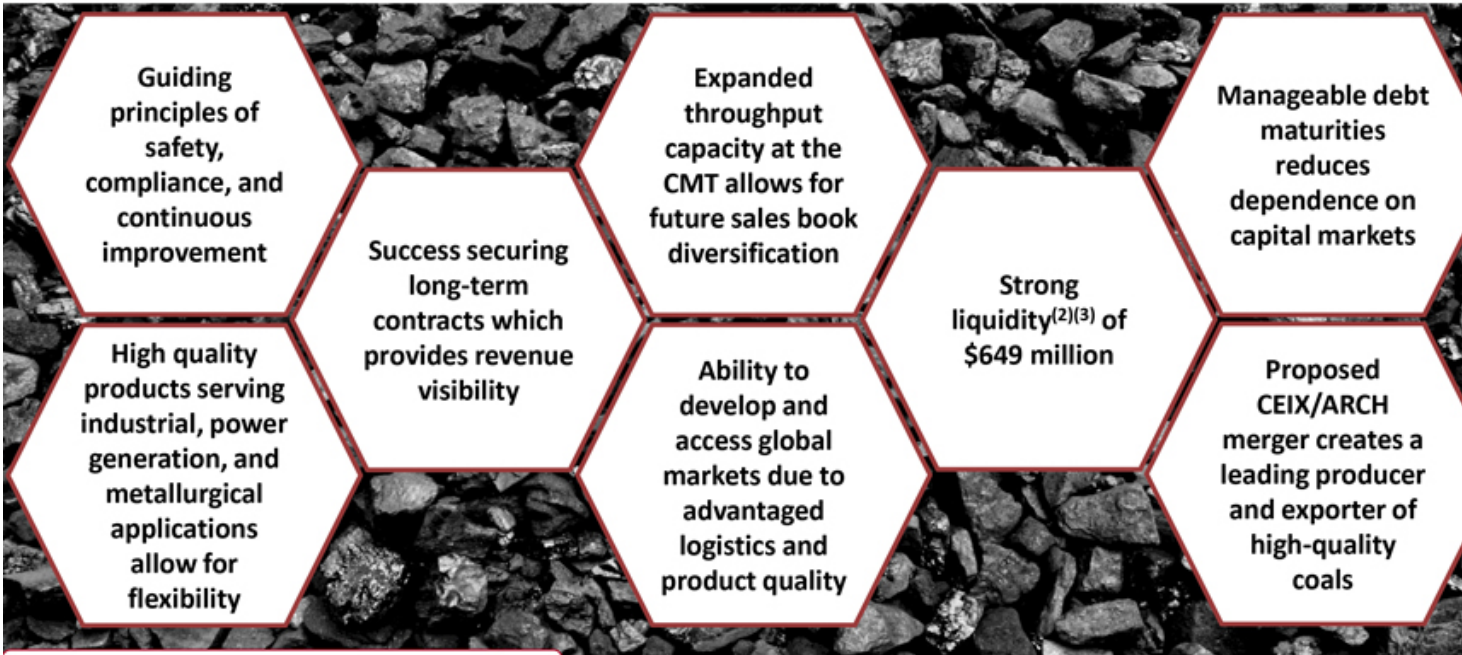 Guiding
principles of
safety,
compliance, and
continuous
improvement
High quality
products serving
industrial, power
generation, and
metallurgical
applications
allow for
flexibility
Success securing
long-term
contracts which
provides revenue
visibility
Expanded
throughput
capacity at the
CMT allows for
future sales book
diversification
Ability to
develop and
access global
markets due to
advantaged
logistics and
product quality
Strong
liquidity(2)(3) of
$649 million
Manageable debt
maturities
reduces
dependence on
capital markets
Proposed
CEIX/ARCH
merger creates a
leading producer
and exporter of
high-quality
coals